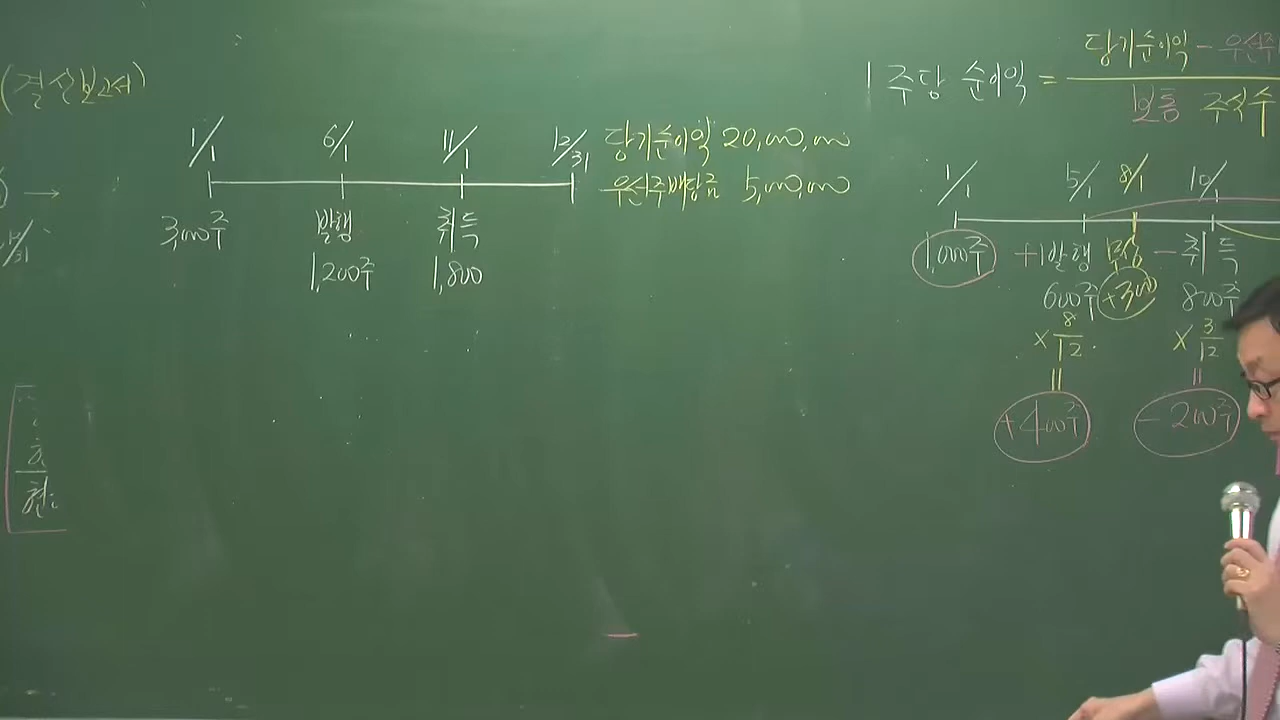 (결산보고서)
1/1 6/1 11/1 12/31
당기순이익 20,000,000
우선주배당금 5,000,000
3,000주 발행 취득
1,200주 1,800
→
12/31
1주당 순이익 = 당기순이익 - 우선주
보통 주식수
1/1 5/1 8/1 10/1
1,000주 + 발행 무상 - 취득
600주 +300 800주
× 8/12 × 3/12
= =
+400주 -200주
현